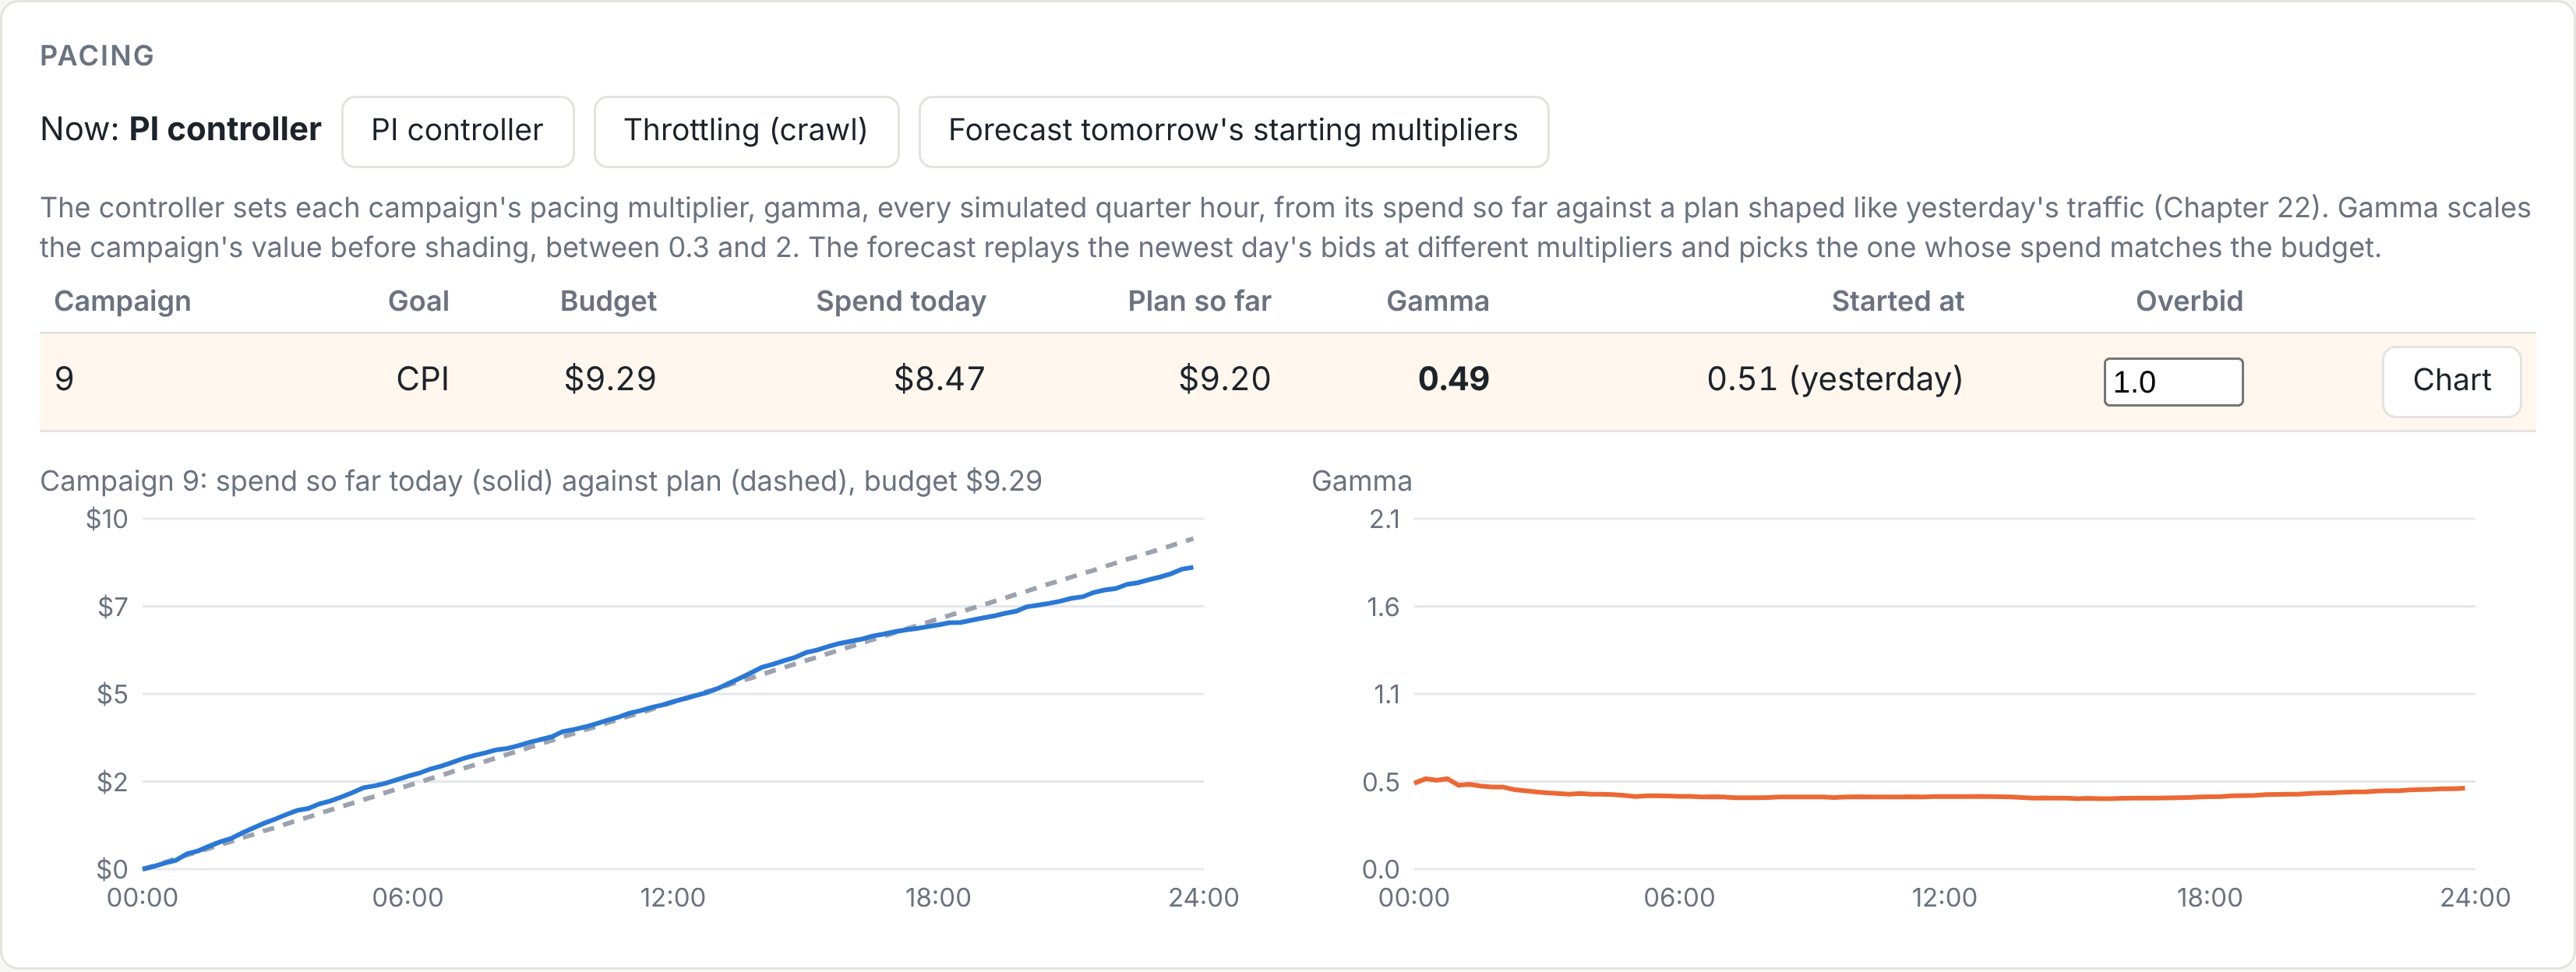 PACING
Now: PI controller PI controller Throttling (crawl) Forecast tomorrow's starting multipliers
The controller sets each campaign's pacing multiplier, gamma, every simulated quarter hour, from its spend so far against a plan shaped like yesterday's traffic (Chapter 22). Gamma scales
the campaign's value before shading, between 0.3 and 2. The forecast replays the newest day's bids at different multipliers and picks the one whose spend matches the budget.
Campaign Goal Budget Spend today Plan so far Gamma Started at Overbid
9 CPI $9.29 $8.47 $9.20 0.49 0.51 (yesterday) 1.0 Chart
Campaign 9: spend so far today (solid) against plan (dashed), budget $9.29
$10
$7
$5
$2
$0
00:00 06:00 12:00 18:00 24:00
Gamma
2.1
1.6
1.1
0.5
0.0
00:00 06:00 12:00 18:00 24:00